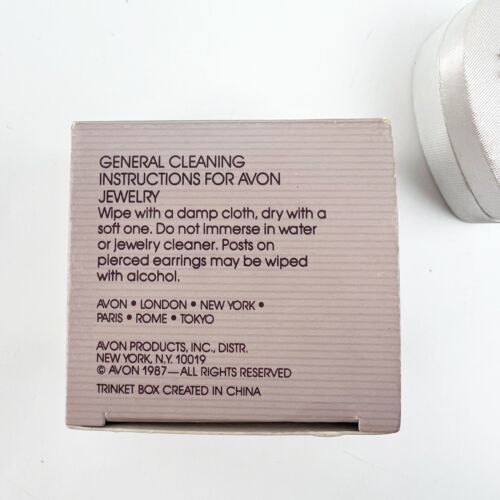 GENERAL CLEANING
INSTRUCTIONS FOR AVON
JEWELRY
Wipe with a damp cloth, dry with a
soft one. Do not immerse in water
or jewelry cleaner. Posts on
pierced earrings may be wiped
with alcohol.
AVON • LONDON • NEW YORK •
PARIS • ROME • TOKYO
AVON PRODUCTS, INC., DISTR.
NEW YORK, N.Y. 10019
© AVON 1987—ALL RIGHTS RESERVED
TRINKET BOX CREATED IN CHINA